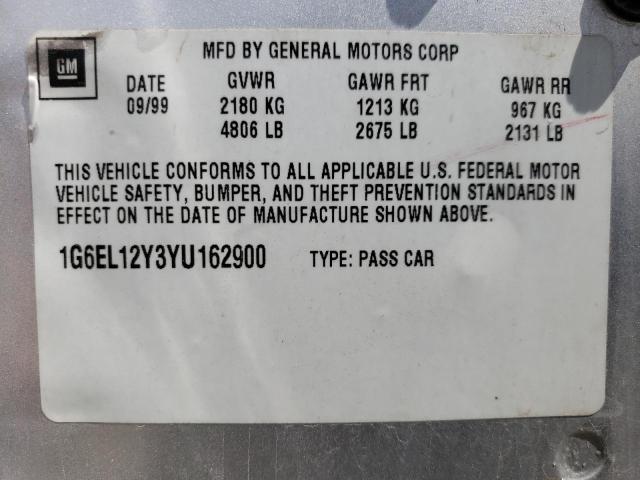 GM
MFD BY GENERAL MOTORS CORP
DATE GVWR GAWR FRT GAWR RR
09/99 2180 KG 1213 KG 967 KG
4806 LB 2675 LB 2131 LB
THIS VEHICLE CONFORMS TO ALL APPLICABLE U.S. FEDERAL MOTOR
VEHICLE SAFETY, BUMPER, AND THEFT PREVENTION STANDARDS IN
EFFECT ON THE DATE OF MANUFACTURE SHOWN ABOVE.
1G6EL12Y3YU162900 TYPE: PASS CAR